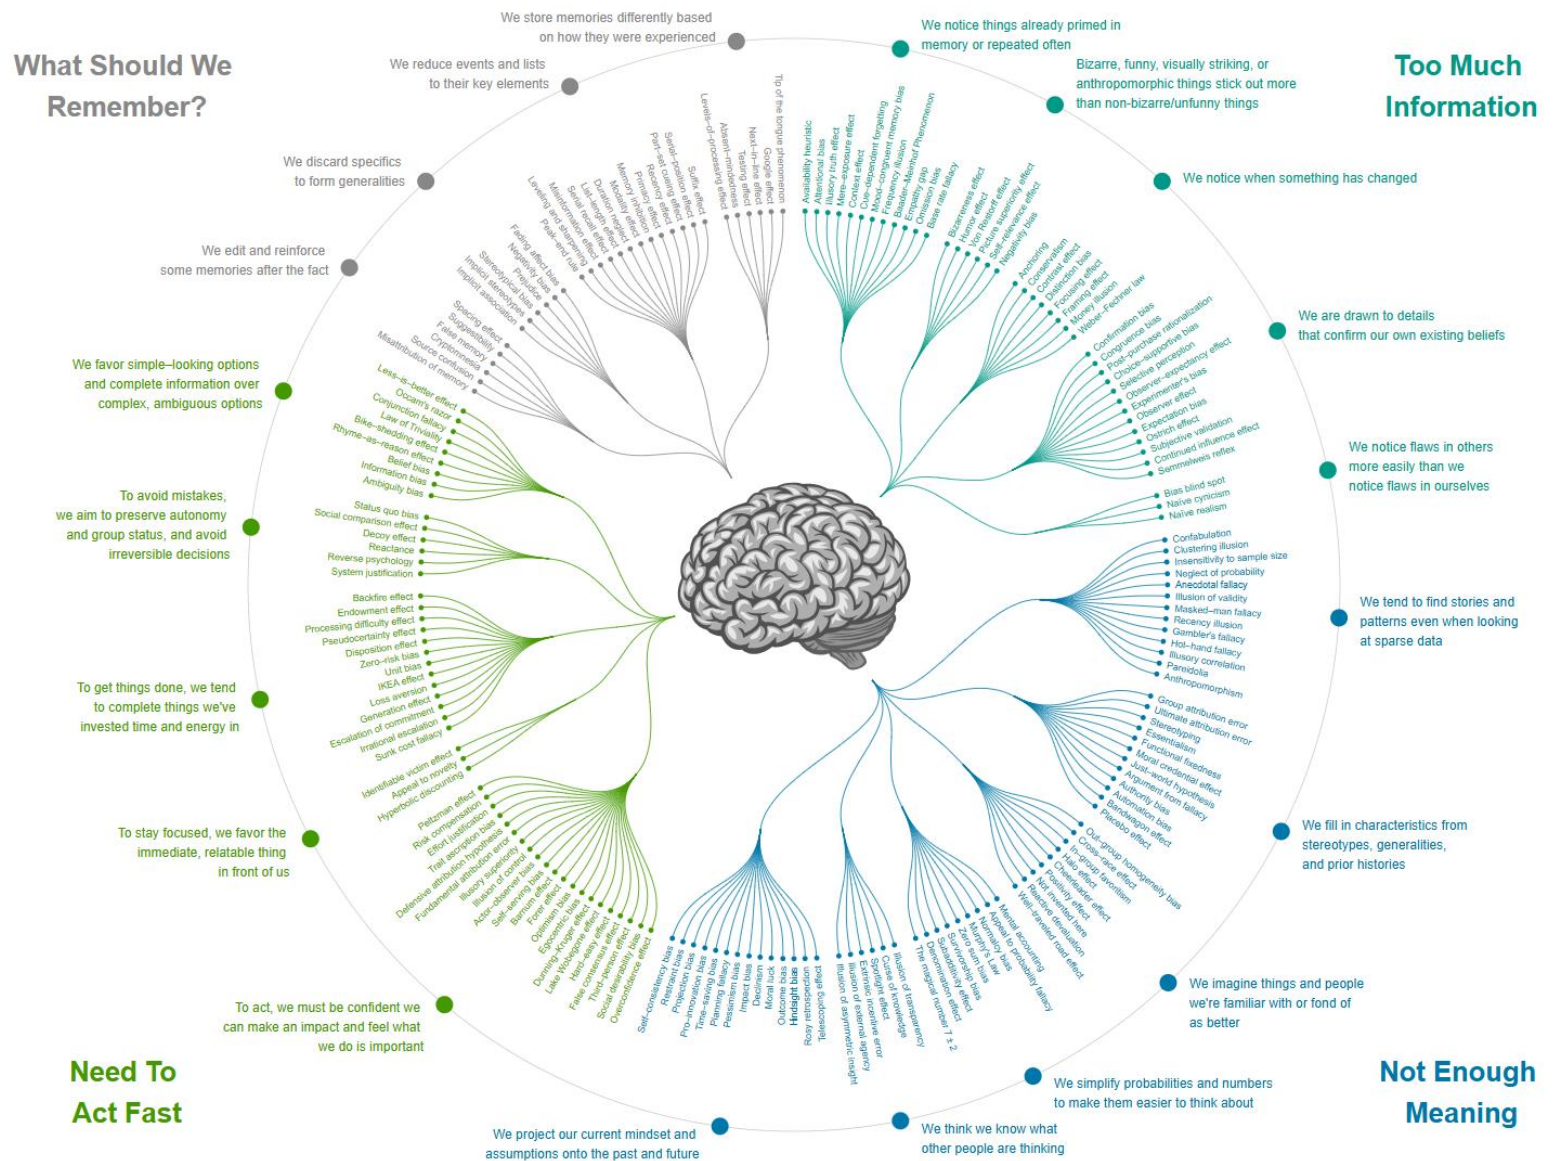 What Should We
Remember?
We store memories differently based
on how they were experienced
We reduce events and lists
to their key elements
We discard specifics
to form generalities
We edit and reinforce
some memories after the fact
Tip of the tongue phenomenon
Google effect
Next–in–line effect
Testing effect
Absent–mindedness
Levels–of–processing effect
Suffix effect
Serial–position effect
Part–set cueing effect
Recency effect
Primacy effect
Memory inhibition
Modality effect
Duration neglect
List–length effect
Serial recall effect
Misinformation effect
Leveling and sharpening
Peak–end rule
Fading affect bias
Negativity bias
Prejudice
Stereotypical bias
Implicit stereotypes
Implicit association
Spacing effect
Suggestibility
False memory
Cryptomnesia
Source confusion
Misattribution of memory
Too Much
Information
We notice things already primed in
memory or repeated often
Bizarre, funny, visually striking, or
anthropomorphic things stick out more
than non-bizarre/unfunny things
We notice when something has changed
We are drawn to details
that confirm our own existing beliefs
We notice flaws in others
more easily than we
notice flaws in ourselves
Availability heuristic
Attentional bias
Illusory truth effect
Mere–exposure effect
Context effect
Cue–dependent forgetting
Mood–congruent memory bias
Frequency illusion
Baader–Meinhof Phenomenon
Empathy gap
Omission bias
Base rate fallacy
Bizarreness effect
Humor effect
Von Restorff effect
Picture superiority effect
Self–relevance effect
Negativity bias
Anchoring
Conservatism
Contrast effect
Distinction bias
Focusing effect
Framing effect
Money illusion
Weber–Fechner law
Confirmation bias
Congruence bias
Post–purchase rationalization
Choice–supportive bias
Selective perception
Observer–expectancy effect
Experimenter's bias
Observer effect
Expectation bias
Ostrich effect
Subjective validation
Continued influence effect
Semmelweis reflex
Bias blind spot
Naïve cynicism
Naïve realism
We tend to find stories and
patterns even when looking
at sparse data
We fill in characteristics from
stereotypes, generalities,
and prior histories
We imagine things and people
we're familiar with or fond of
as better
We simplify probabilities and numbers
to make them easier to think about
We think we know what
other people are thinking
We project our current mindset and
assumptions onto the past and future
Not Enough
Meaning
Confabulation
Clustering illusion
Insensitivity to sample size
Neglect of probability
Anecdotal fallacy
Illusion of validity
Masked–man fallacy
Recency illusion
Gambler's fallacy
Hot–hand fallacy
Illusory correlation
Pareidolia
Anthropomorphism
Group attribution error
Ultimate attribution error
Stereotyping
Essentialism
Functional fixedness
Moral credential effect
Just–world hypothesis
Argument from fallacy
Authority bias
Automation bias
Bandwagon effect
Placebo effect
Out–group homogeneity bias
Cross–race effect
In–group favoritism
Halo effect
Cheerleader effect
Positivity effect
Not invented here
Reactive devaluation
Well–traveled road effect
Mental accounting
Appeal to probability fallacy
Normalcy bias
Murphy's Law
Zero sum bias
Survivorship bias
Subadditivity effect
Denomination effect
The magical number 7 ± 2
Illusion of transparency
Curse of knowledge
Spotlight effect
Extrinsic incentive error
Illusion of external agency
Illusion of asymmetric insight
Telescoping effect
Rosy retrospection
Hindsight bias
Outcome bias
Moral luck
Declinism
Impact bias
Pessimism bias
Planning fallacy
Time–saving bias
Pro–innovation bias
Projection bias
Restraint bias
Self–consistency bias
We favor simple–looking options
and complete information over
complex, ambiguous options
To avoid mistakes,
we aim to preserve autonomy
and group status, and avoid
irreversible decisions
To get things done, we tend
to complete things we've
invested time and energy in
To stay focused, we favor the
immediate, relatable thing
in front of us
To act, we must be confident we
can make an impact and feel what
we do is important
Need To
Act Fast
Less–is–better effect
Occam's razor
Conjunction fallacy
Law of Triviality
Bike–shedding effect
Rhyme–as–reason effect
Belief bias
Information bias
Ambiguity bias
Status quo bias
Social comparison effect
Decoy effect
Reactance
Reverse psychology
System justification
Backfire effect
Endowment effect
Processing difficulty effect
Pseudocertainty effect
Disposition effect
Zero–risk bias
Unit bias
IKEA effect
Loss aversion
Generation effect
Escalation of commitment
Irrational escalation
Sunk cost fallacy
Identifiable victim effect
Appeal to novelty
Hyperbolic discounting
Peltzman effect
Risk compensation
Effort justification
Trait ascription bias
Defensive attribution hypothesis
Fundamental attribution error
Illusory superiority
Illusion of control
Actor–observer bias
Self–serving bias
Barnum effect
Forer effect
Optimism bias
Egocentric bias
Dunning–Kruger effect
Lake Wobegone effect
Hard–easy effect
False consensus effect
Third–person effect
Social desirability bias
Overconfidence effect